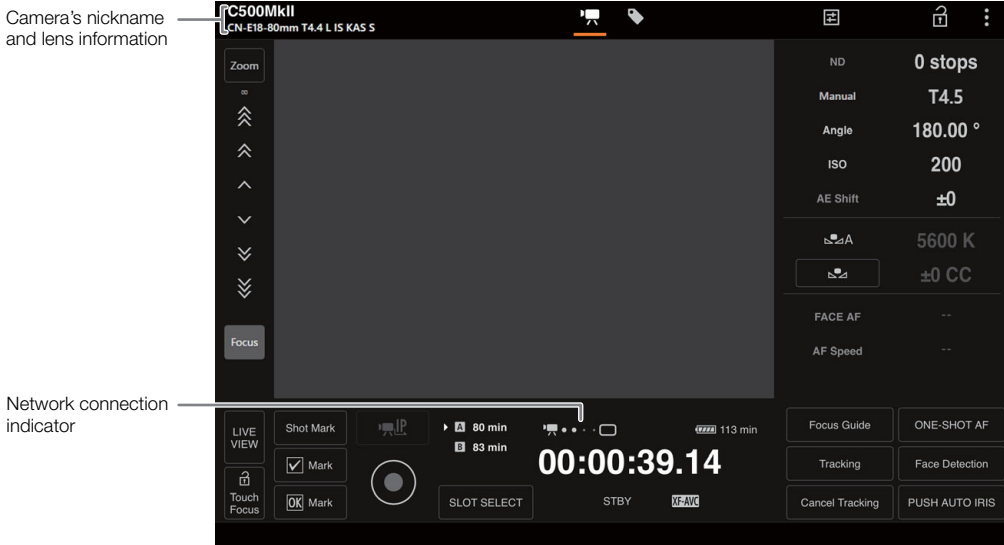 Camera's nickname
and lens information
C500MkII
CN-E18-80mm T4.4 L IS KAS S
Zoom
∞
Focus
ND 0 stops
Manual T4.5
Angle 180.00 °
ISO 200
AE Shift ±0
A 5600 K
±0 CC
FACE AF --
AF Speed --
Network connection
indicator
LIVE
VIEW
Touch
Focus
Shot Mark
Mark
OK Mark
IP
A 80 min
B 83 min
113 min
00:00:39.14
SLOT SELECT
STBY
XF-AVC
Focus Guide
ONE-SHOT AF
Tracking
Face Detection
Cancel Tracking
PUSH AUTO IRIS